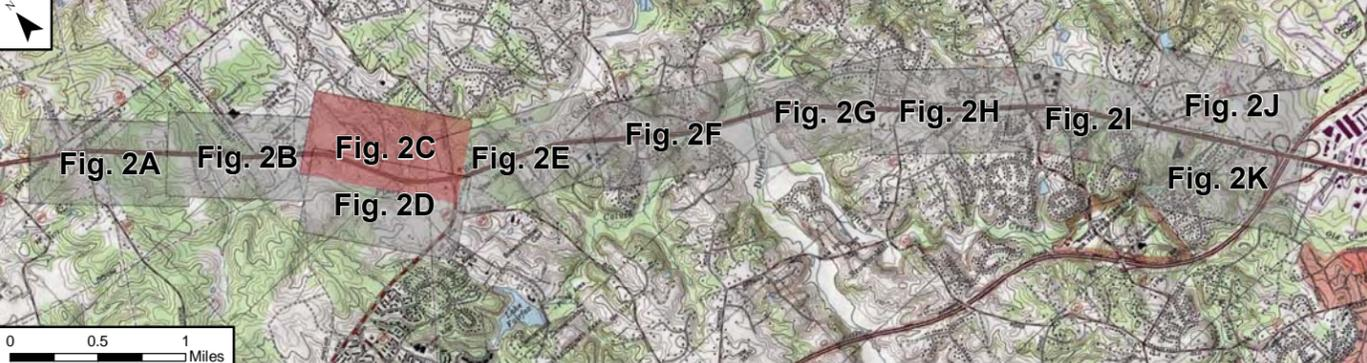 N
Fig. 2A
Fig. 2B
Fig. 2C
Fig. 2D
Fig. 2E
Fig. 2F
Fig. 2G
Fig. 2H
Fig. 2I
Fig. 2J
Fig. 2K
0 0.5 1
Miles